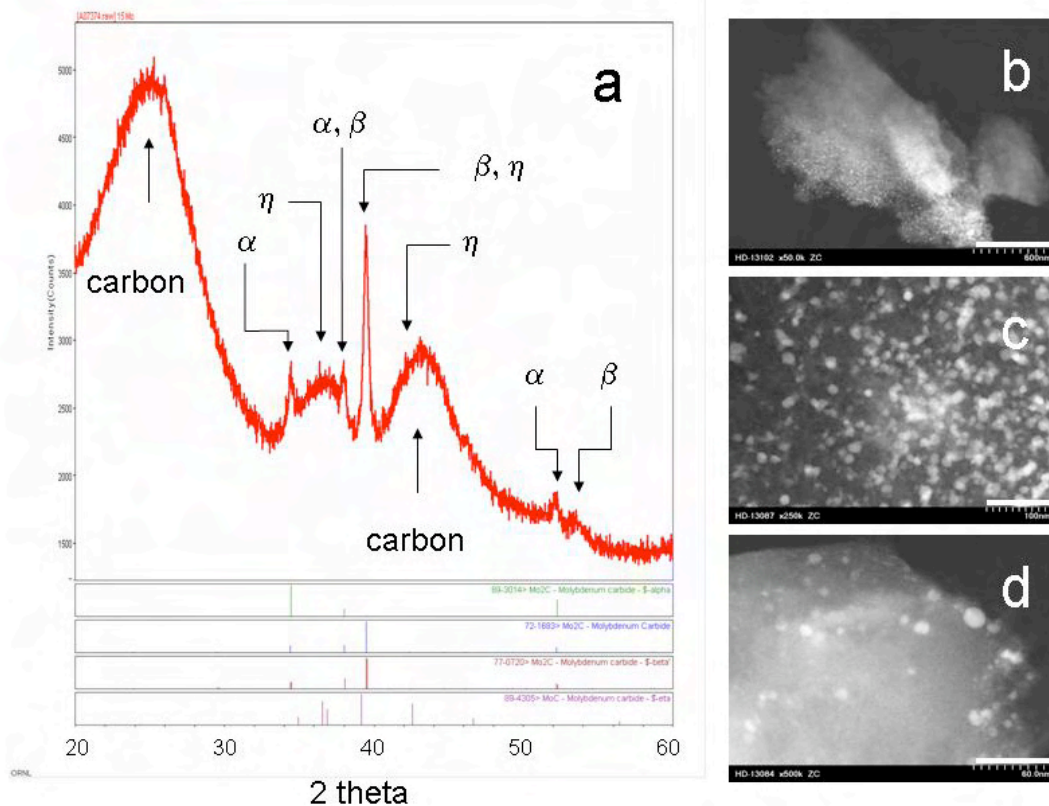 [A07374.raw] 15 Mo
a
Intensity(Counts)
5000
4500
4000
3500
3000
2500
2000
1500
carbon
α
η
α, β
β, η
η
carbon
α
β
89-3014> Mo2C - Molybdenum carbide - $-alpha
72-1683> Mo2C - Molybdenum Carbide
77-0720> Mo2C - Molybdenum carbide - $-beta'
89-4305> MoC - Molybdenum carbide - $-eta
20 30 40 50 60
2 theta
ORNL
b
HD-13102 x50.0k ZC 600nm
c
HD-13087 x250k ZC 100nm
d
HD-13084 x500k ZC 60.0nm